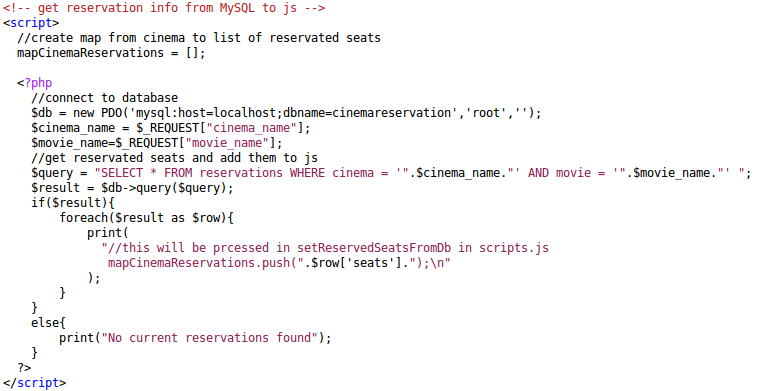 <!-- get reservation info from MySQL to js -->
<script>
  //create map from cinema to list of reservated seats
  mapCinemaReservations = [];

  <?php
    //connect to database
    $db = new PDO('mysql:host=localhost;dbname=cinemareservation','root','');
    $cinema_name = $_REQUEST["cinema_name"];
    $movie_name=$_REQUEST["movie_name"];
    //get reservated seats and add them to js
    $query = "SELECT * FROM reservations WHERE cinema = '".$cinema_name."' AND movie = '".$movie_name."' ";
    $result = $db->query($query);
    if($result){
        foreach($result as $row){
            print(
              "//this will be prcessed in setReservedSeatsFromDb in scripts.js
               mapCinemaReservations.push(".$row['seats'].");\n"
            );
        }
    }
    else{
        print("No current reservations found");
    }
  ?>
</script>